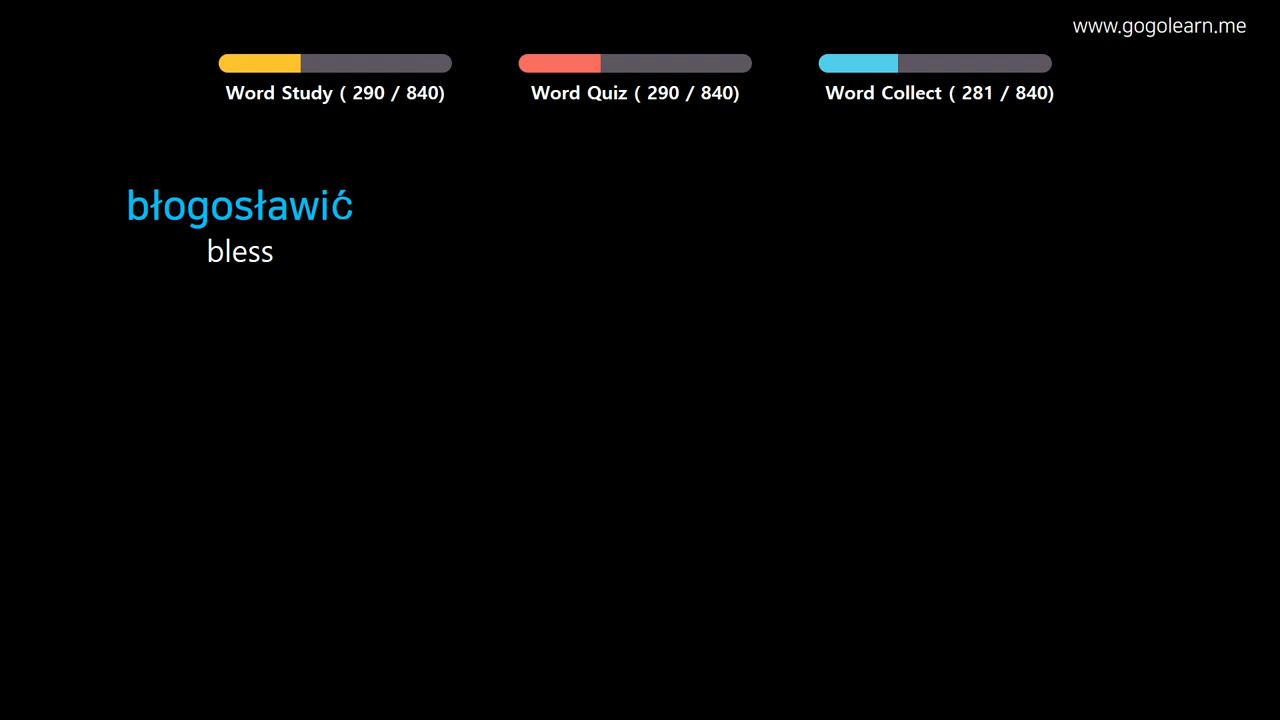 www.gogolearn.me
Word Study ( 290 / 840)
Word Quiz ( 290 / 840)
Word Collect ( 281 / 840)
błogosławić
bless